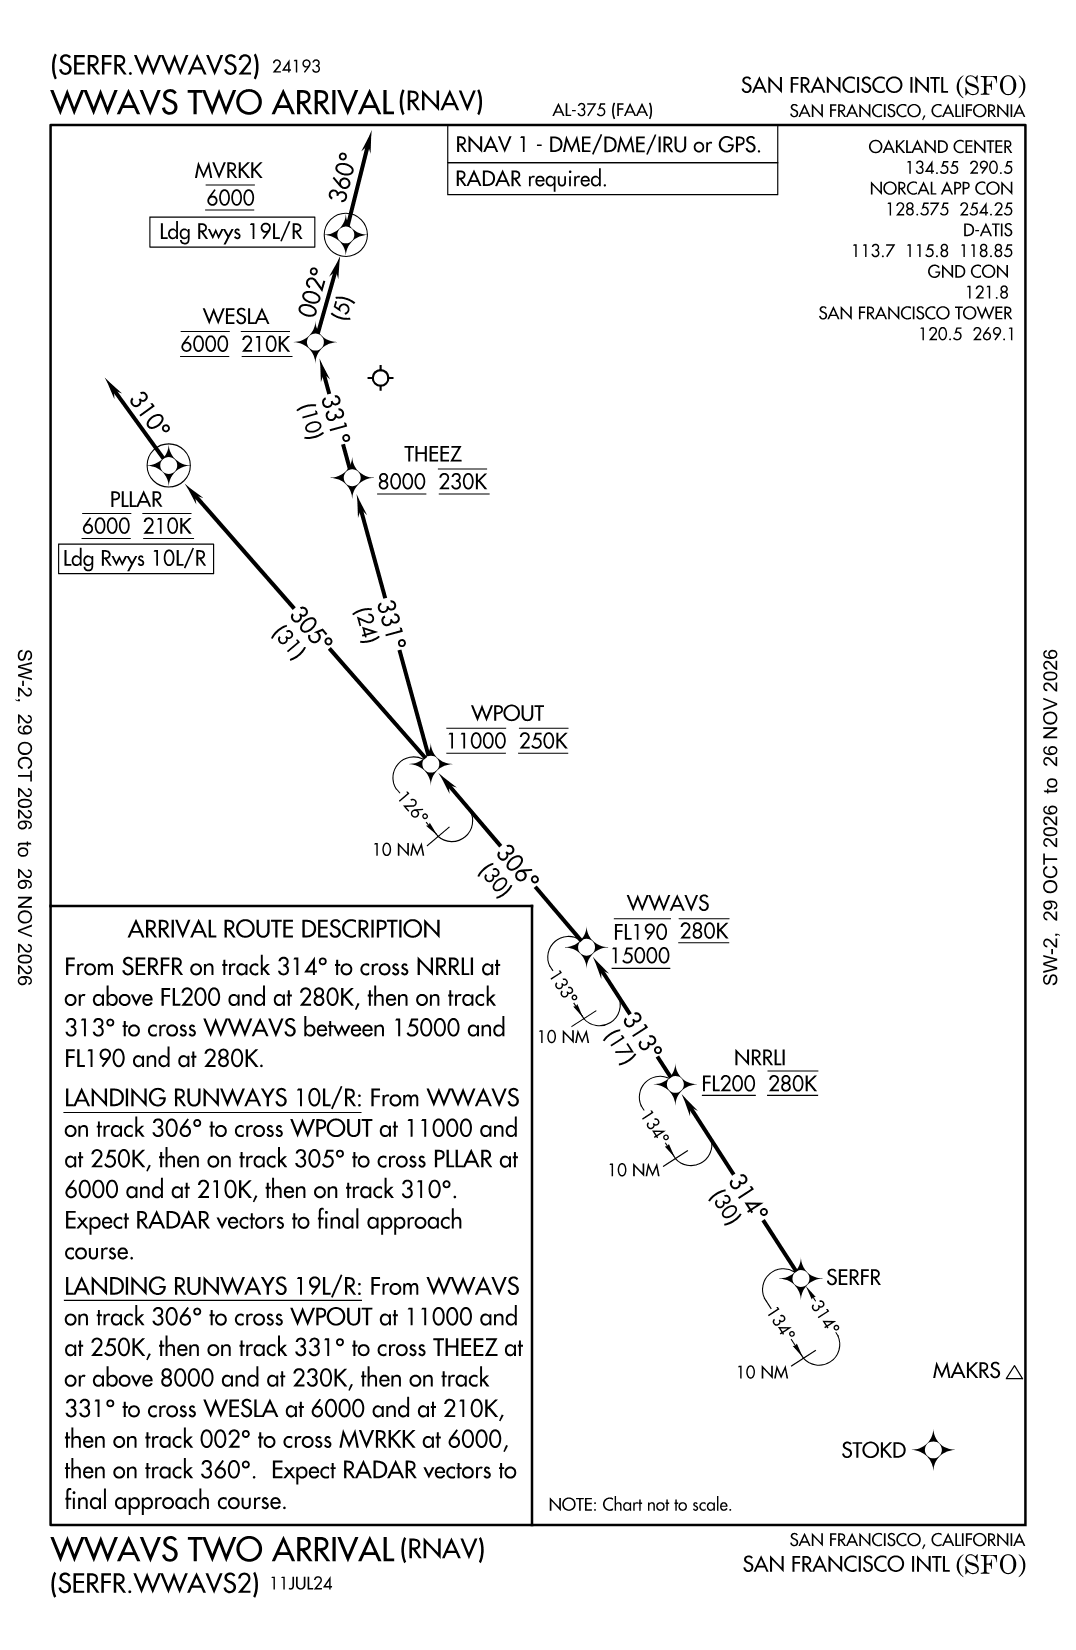 (SERFR.WWAVS2) 24193
WWAVS TWO ARRIVAL (RNAV)
AL-375 (FAA)
SAN FRANCISCO INTL (SFO)
SAN FRANCISCO, CALIFORNIA
RNAV 1 - DME/DME/IRU or GPS.
RADAR required.
OAKLAND CENTER
134.55 290.5
NORCAL APP CON
128.575 254.25
D-ATIS
113.7 115.8 118.85
GND CON
121.8
SAN FRANCISCO TOWER
120.5 269.1
MVRKK
6000
Ldg Rwys 19L/R
360°
002°
(5)
WESLA
6000 210K
331°
(10)
310°
THEEZ
8000 230K
PLLAR
6000 210K
Ldg Rwys 10L/R
305°
(31)
331°
(24)
WPOUT
11000 250K
126°
10 NM
306°
(30)
WWAVS
FL190 280K
15000
133°
10 NM
313°
(17)
NRRLI
FL200 280K
134°
10 NM
314°
(30)
SERFR
134°
314°
10 NM
MAKRS
STOKD
NOTE: Chart not to scale.
ARRIVAL ROUTE DESCRIPTION
From SERFR on track 314° to cross NRRLI at
or above FL200 and at 280K, then on track
313° to cross WWAVS between 15000 and
FL190 and at 280K.
LANDING RUNWAYS 10L/R: From WWAVS
on track 306° to cross WPOUT at 11000 and
at 250K, then on track 305° to cross PLLAR at
6000 and at 210K, then on track 310°.
Expect RADAR vectors to final approach
course.
LANDING RUNWAYS 19L/R: From WWAVS
on track 306° to cross WPOUT at 11000 and
at 250K, then on track 331° to cross THEEZ at
or above 8000 and at 230K, then on track
331° to cross WESLA at 6000 and at 210K,
then on track 002° to cross MVRKK at 6000,
then on track 360°. Expect RADAR vectors to
final approach course.
SW-2, 29 OCT 2026 to 26 NOV 2026
SW-2, 29 OCT 2026 to 26 NOV 2026
WWAVS TWO ARRIVAL (RNAV)
(SERFR.WWAVS2) 11JUL24
SAN FRANCISCO, CALIFORNIA
SAN FRANCISCO INTL (SFO)